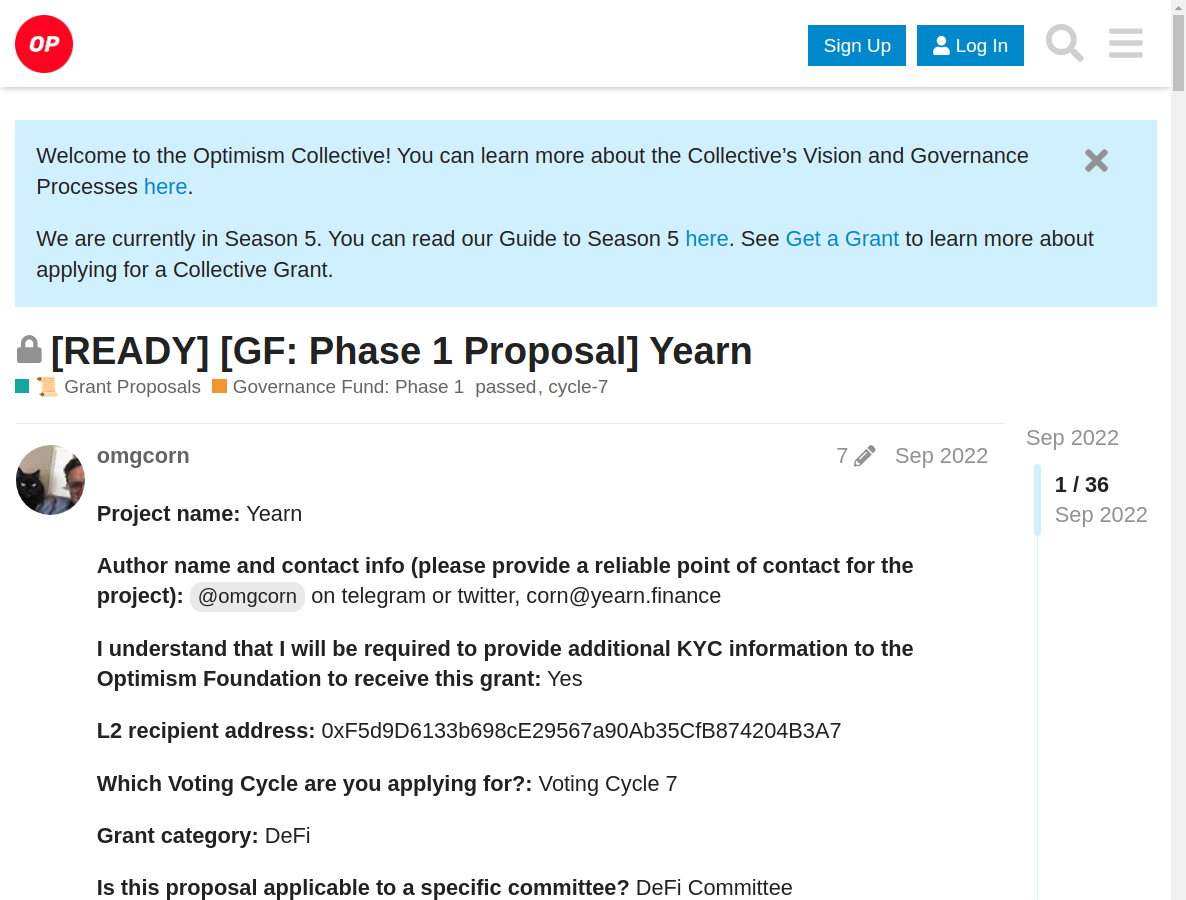 OP
Sign Up
Log In
Welcome to the Optimism Collective! You can learn more about the Collective’s Vision and Governance
Processes here.
We are currently in Season 5. You can read our Guide to Season 5 here. See Get a Grant to learn more about
applying for a Collective Grant.
[READY] [GF: Phase 1 Proposal] Yearn
Grant Proposals Governance Fund: Phase 1 passed, cycle-7
omgcorn 7 Sep 2022
Project name: Yearn
Author name and contact info (please provide a reliable point of contact for the
project): @omgcorn on telegram or twitter, corn@yearn.finance
I understand that I will be required to provide additional KYC information to the
Optimism Foundation to receive this grant: Yes
L2 recipient address: 0xF5d9D6133b698cE29567a90Ab35CfB874204B3A7
Which Voting Cycle are you applying for?: Voting Cycle 7
Grant category: DeFi
Is this proposal applicable to a specific committee? DeFi Committee
Sep 2022
1 / 36
Sep 2022